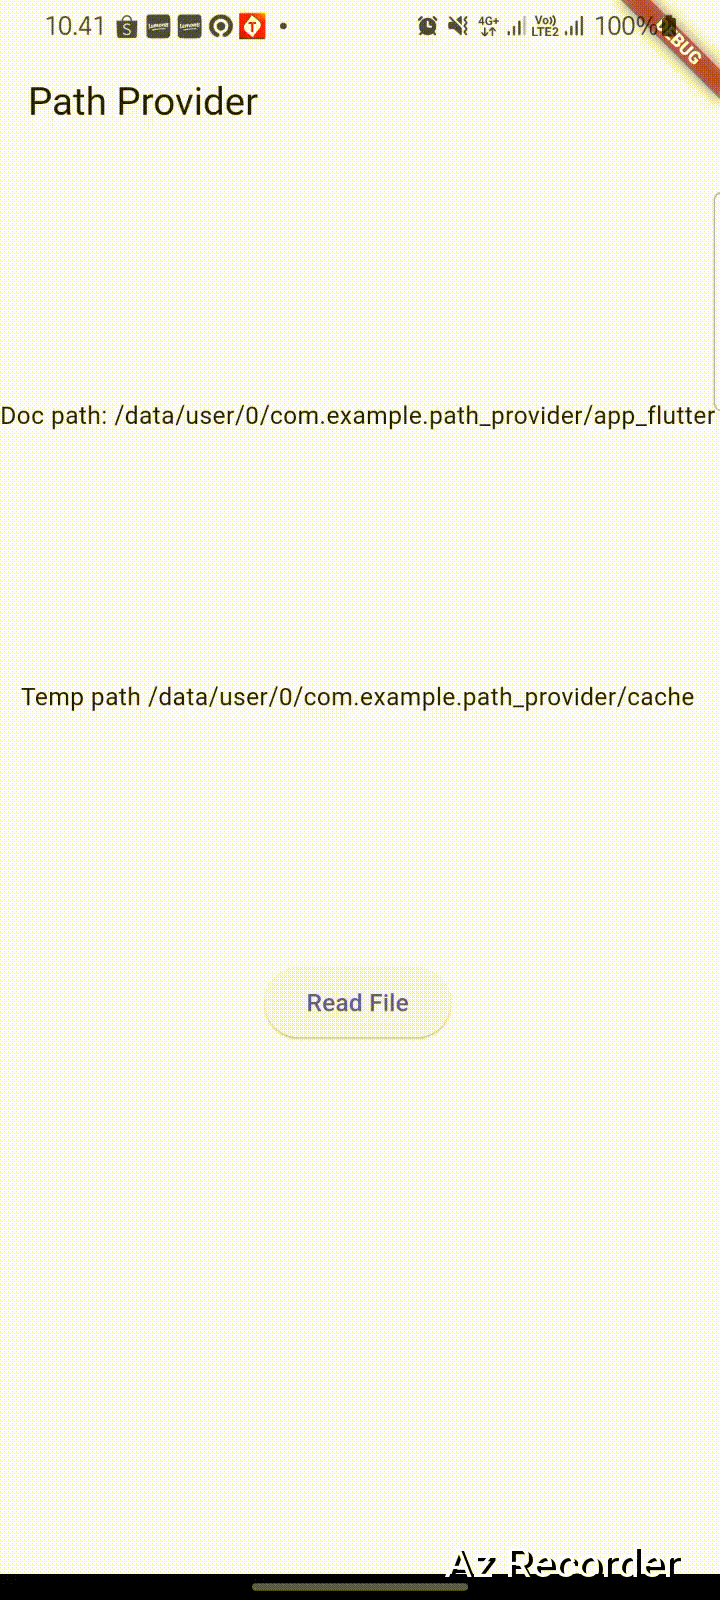 10.41 4G+ Vo)) LTE2 100%
DEBUG
Path Provider
Doc path: /data/user/0/com.example.path_provider/app_flutter
Temp path /data/user/0/com.example.path_provider/cache
Read File
Az Recorder